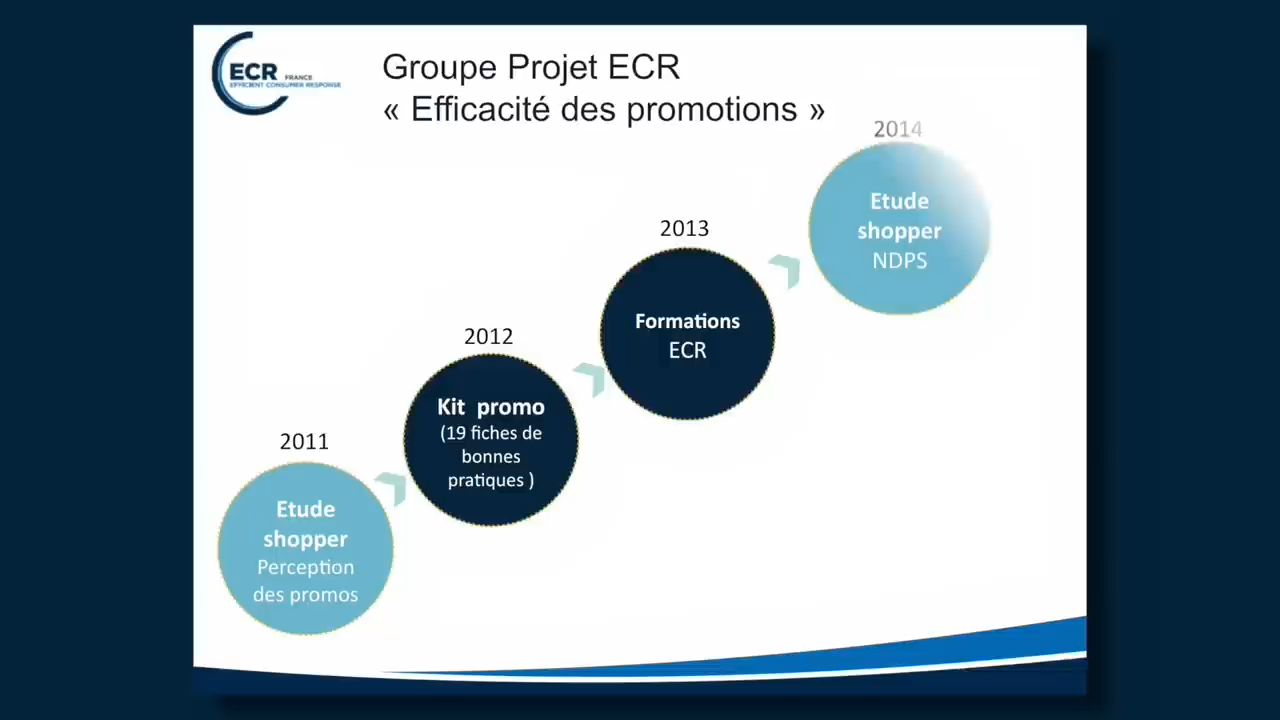 ECR FRANCE
EFFICIENT CONSUMER RESPONSE
Groupe Projet ECR
« Efficacité des promotions »
2011
Etude
shopper
Perception
des promos
2012
Kit promo
(19 fiches de
bonnes
pratiques )
2013
Formations
ECR
2014
Etude
shopper
NDPS